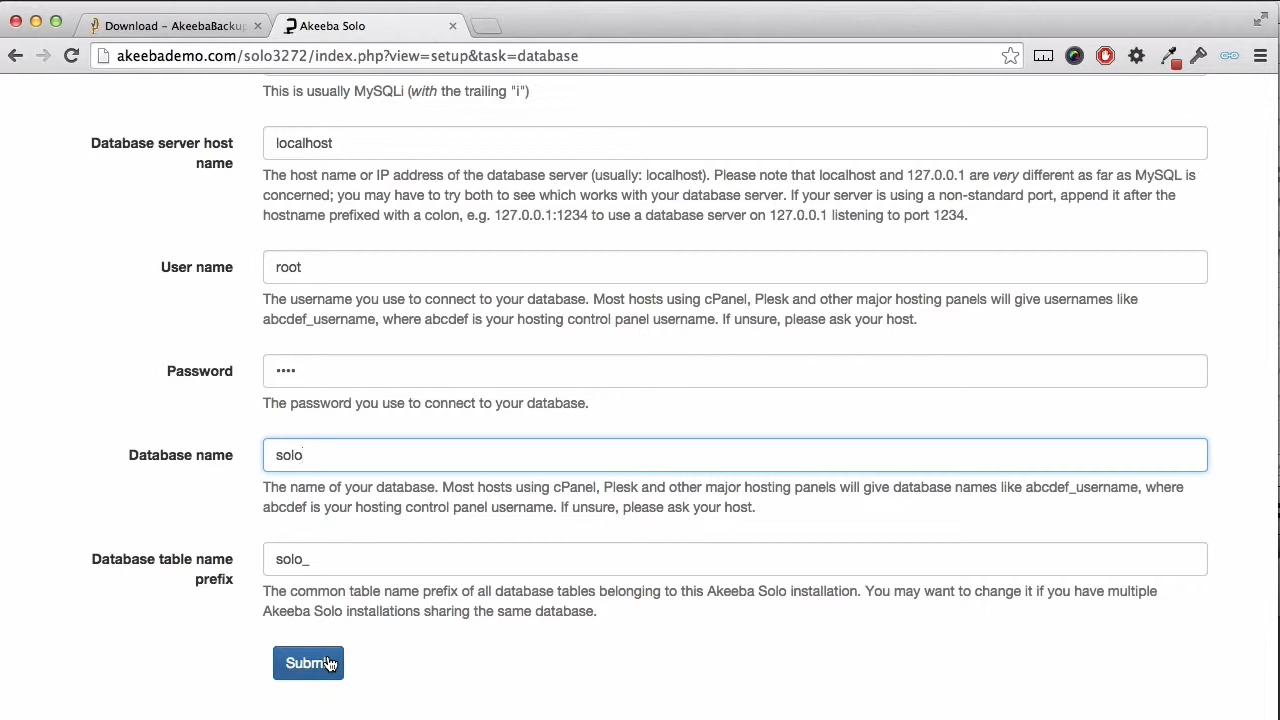 Download – AkeebaBackup
Akeeba Solo
akeebademo.com/solo3272/index.php?view=setup&task=database
This is usually MySQLi (with the trailing "i")
Database server host
name
localhost
The host name or IP address of the database server (usually: localhost). Please note that localhost and 127.0.0.1 are very different as far as MySQL is
concerned; you may have to try both to see which works with your database server. If your server is using a non-standard port, append it after the
hostname prefixed with a colon, e.g. 127.0.0.1:1234 to use a database server on 127.0.0.1 listening to port 1234.
User name
root
The username you use to connect to your database. Most hosts using cPanel, Plesk and other major hosting panels will give usernames like
abcdef_username, where abcdef is your hosting control panel username. If unsure, please ask your host.
Password
••••
The password you use to connect to your database.
Database name
solo
The name of your database. Most hosts using cPanel, Plesk and other major hosting panels will give database names like abcdef_username, where
abcdef is your hosting control panel username. If unsure, please ask your host.
Database table name
prefix
solo_
The common table name prefix of all database tables belonging to this Akeeba Solo installation. You may want to change it if you have multiple
Akeeba Solo installations sharing the same database.
Submit